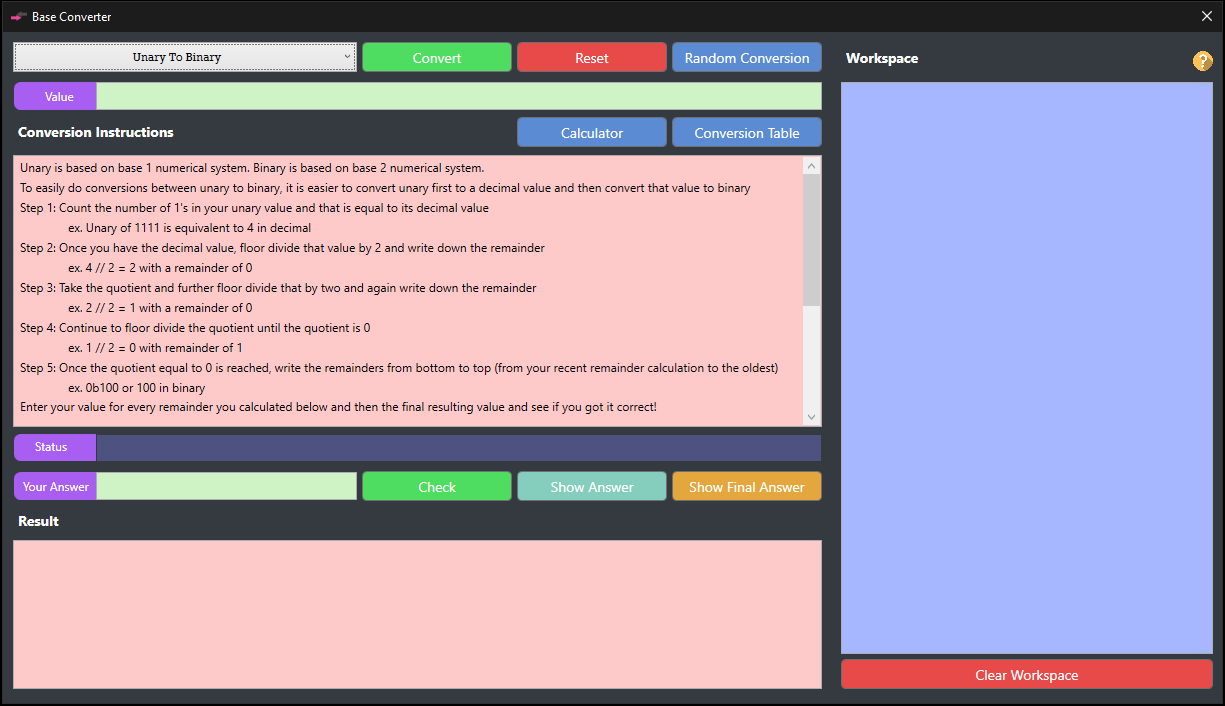 Base Converter
Unary To Binary
Convert
Reset
Random Conversion
Workspace
?
Value
Conversion Instructions
Calculator
Conversion Table
Unary is based on base 1 numerical system. Binary is based on base 2 numerical system.
To easily do conversions between unary to binary, it is easier to convert unary first to a decimal value and then convert that value to binary
Step 1: Count the number of 1's in your unary value and that is equal to its decimal value
ex. Unary of 1111 is equivalent to 4 in decimal
Step 2: Once you have the decimal value, floor divide that value by 2 and write down the remainder
ex. 4 // 2 = 2 with a remainder of 0
Step 3: Take the quotient and further floor divide that by two and again write down the remainder
ex. 2 // 2 = 1 with a remainder of 0
Step 4: Continue to floor divide the quotient until the quotient is 0
ex. 1 // 2 = 0 with remainder of 1
Step 5: Once the quotient equal to 0 is reached, write the remainders from bottom to top (from your recent remainder calculation to the oldest)
ex. 0b100 or 100 in binary
Enter your value for every remainder you calculated below and then the final resulting value and see if you got it correct!
Status
Your Answer
Check
Show Answer
Show Final Answer
Result
Clear Workspace